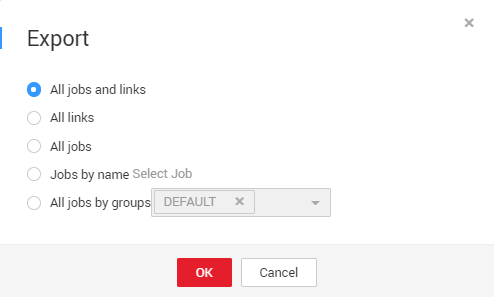 Export
All jobs and links
All links
All jobs
Jobs by name Select Job
All jobs by groups DEFAULT
OK Cancel